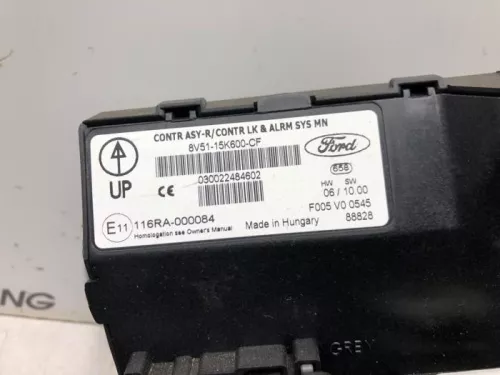 CONTR ASY-R/CONTR LK & ALRM SYS MN
8V51-15K600-CF
Ford
UP
030022484602
CE
656
HW SW
06 / 10.00
F005 V0 0545
88828
E11 116RA-000084
Made in Hungary
Homologation see Owners Manual
NG
GREY